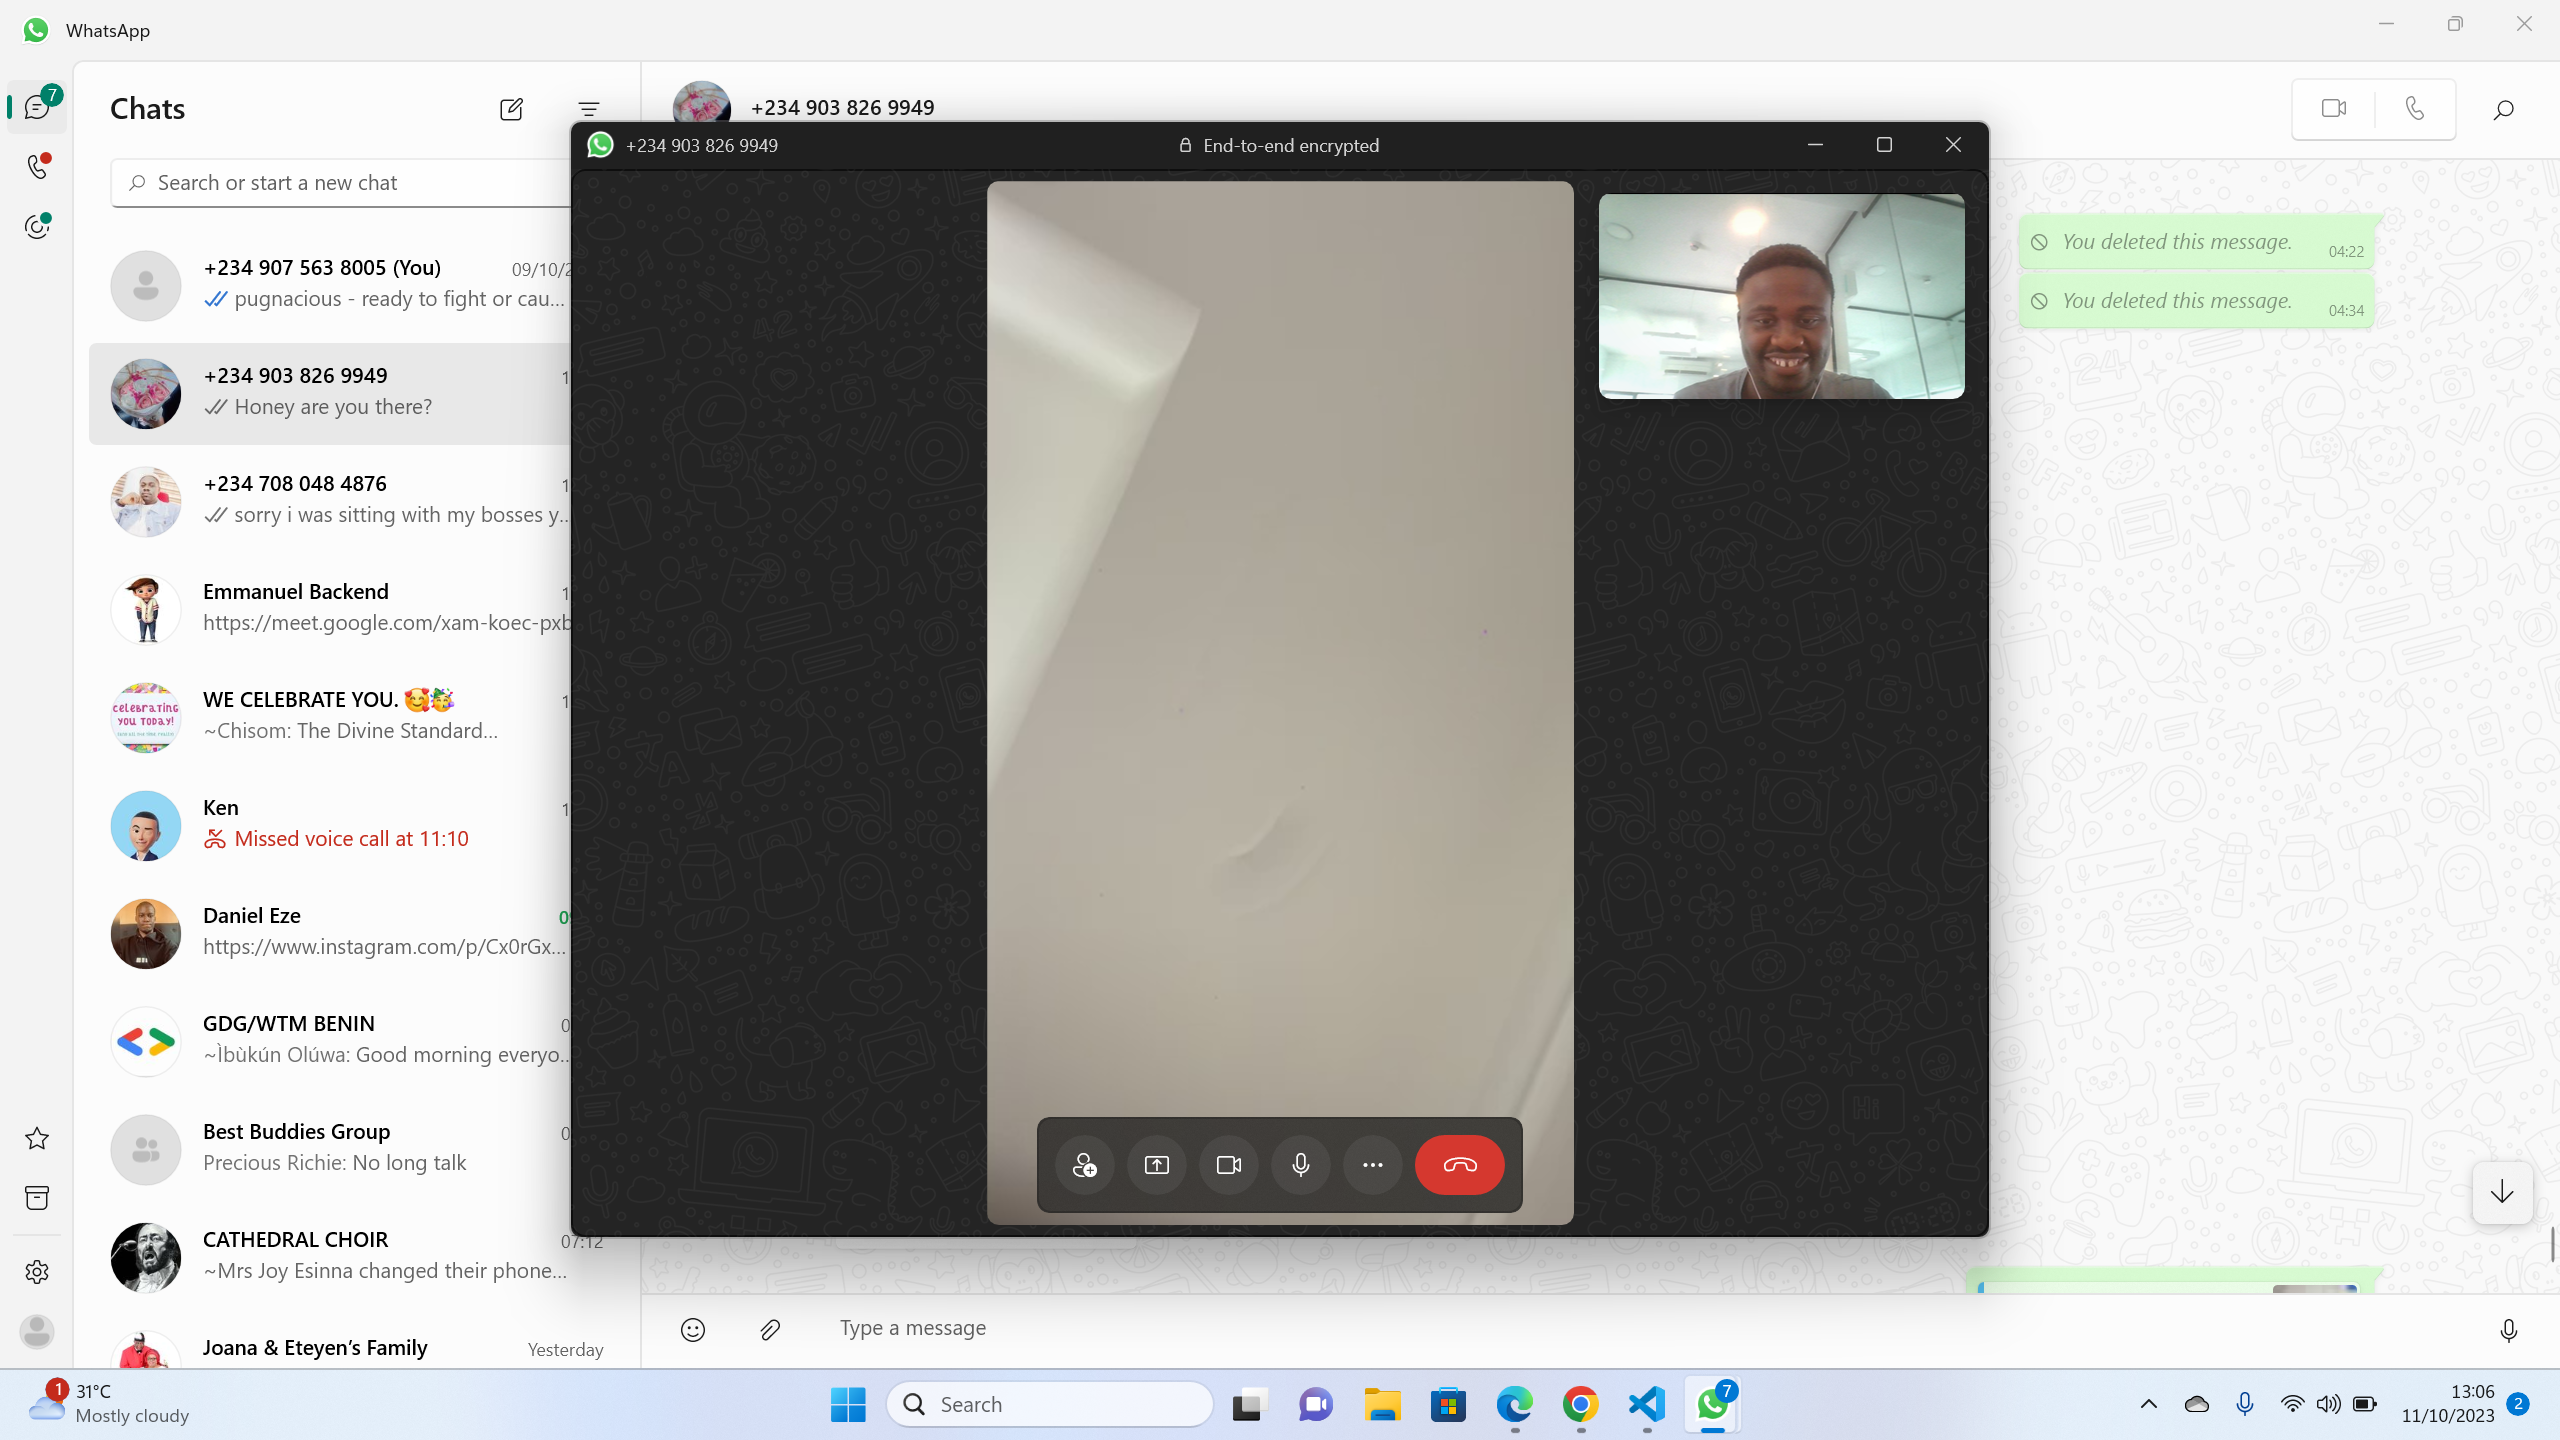 WhatsApp
7
Chats
Search or start a new chat
+234 907 563 8005 (You)
09/10/2
pugnacious - ready to fight or cau...
+234 903 826 9949
1
Honey are you there?
+234 708 048 4876
1
sorry i was sitting with my bosses y...
Emmanuel Backend
1
https://meet.google.com/xam-koec-pxb
WE CELEBRATE YOU. 🥰🥳
1
~Chisom: The Divine Standard...
CELEBRATING
YOU TODAY!
Ken
1
Missed voice call at 11:10
Daniel Eze
09
https://www.instagram.com/p/Cx0rGx...
GDG/WTM BENIN
0
~Ìbùkún Olúwa: Good morning everyo...
Best Buddies Group
0
Precious Richie: No long talk
CATHEDRAL CHOIR
07:12
~Mrs Joy Esinna changed their phone...
Joana & Eteyen's Family
Yesterday
+234 903 826 9949
+234 903 826 9949
End-to-end encrypted
You deleted this message.
04:22
You deleted this message.
04:34
Type a message
1
31°C
Mostly cloudy
Search
7
13:06
11/10/2023
2